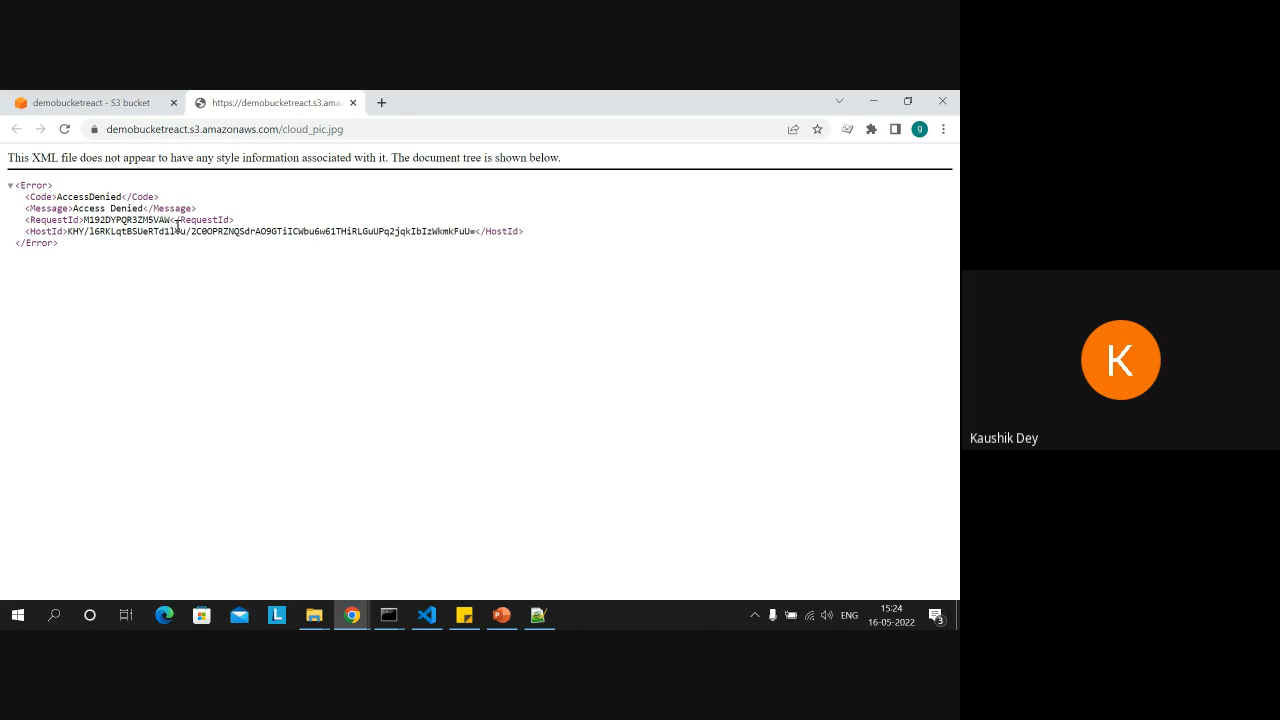 demobucketreact - S3 bucket
https://demobucketreact.s3.ama
demobucketreact.s3.amazonaws.com/cloud_pic.jpg
g
This XML file does not appear to have any style information associated with it. The document tree is shown below.
<Error>
<Code>AccessDenied</Code>
<Message>Access Denied</Message>
<RequestId>M192DYPQR3ZM5VAW</RequestId>
</Error>
K
Kaushik Dey
L
ENG
15:24
16-05-2022
3